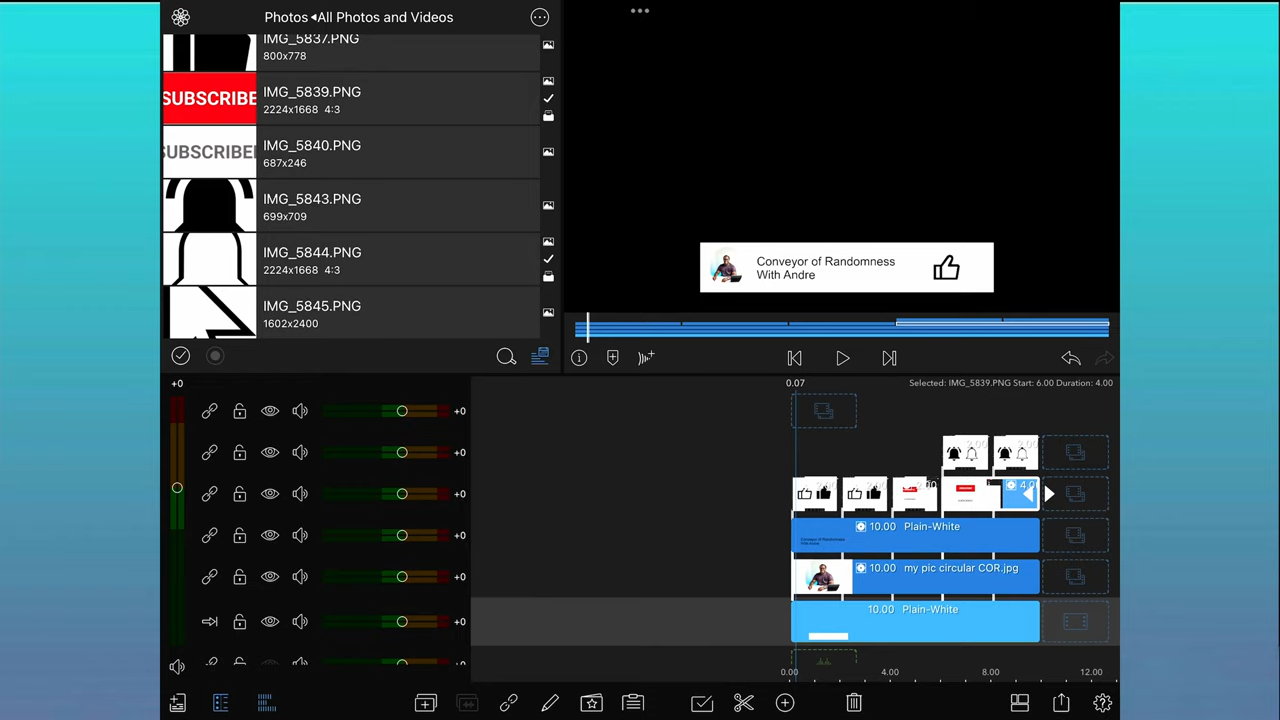 Photos ◂All Photos and Videos
IMG_5837.PNG
800x778
SUBSCRIBE
IMG_5839.PNG
2224x1668 4:3
SUBSCRIBE
IMG_5840.PNG
687x246
IMG_5843.PNG
699x709
IMG_5844.PNG
2224x1668 4:3
IMG_5845.PNG
1602x2400
Conveyor of Randomness
With Andre
+0
0.07
Selected: IMG_5839.PNG Start: 6.00 Duration: 4.00
+0
+0
+0
+0
10.00 Plain-White
+0
10.00 my pic circular COR.jpg
+0
10.00 Plain-White
+0
0.00
4.00
8.00
12.00